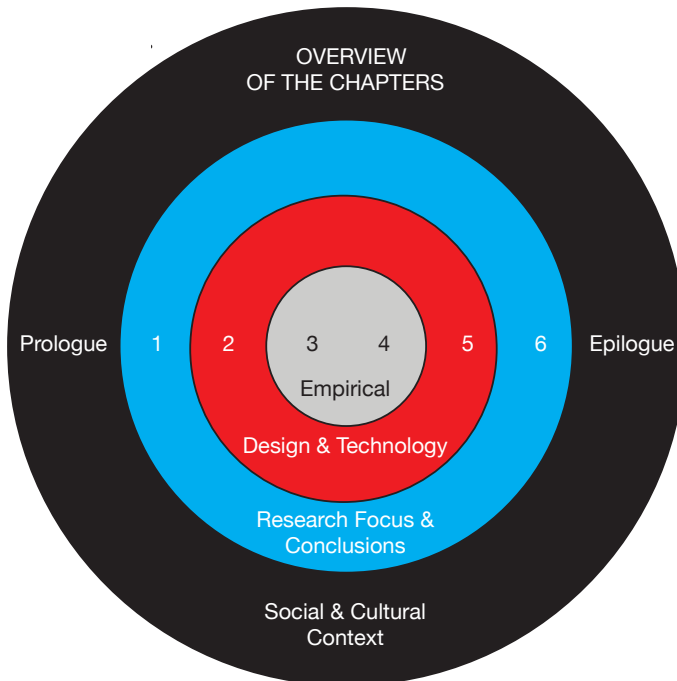 OVERVIEW
OF THE CHAPTERS
Prologue 1 2 3 4 5 6 Epilogue
Empirical
Design & Technology
Research Focus &
Conclusions
Social & Cultural
Context